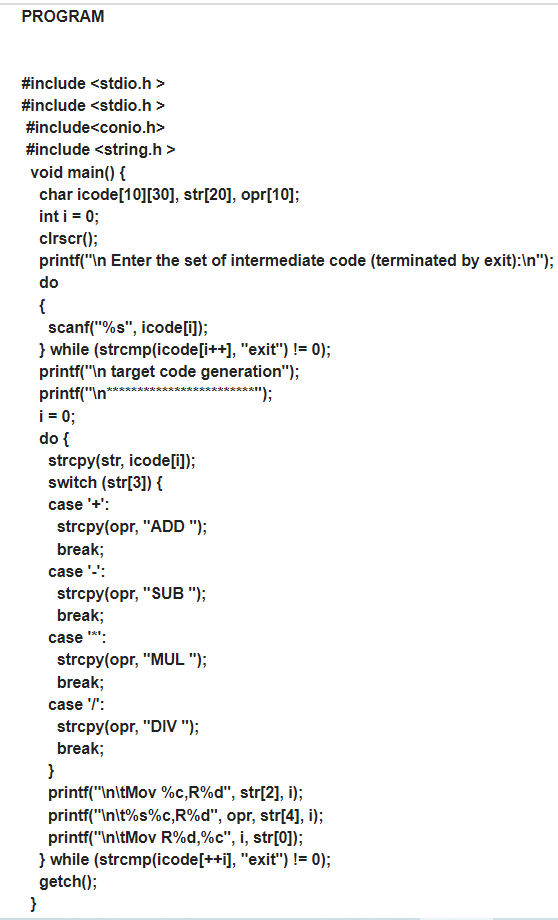 PROGRAM
#include <stdio.h >
#include <stdio.h >
#include<conio.h>
#include <string.h >
void main() {
char icode[10][30], str[20], opr[10];
int i = 0;
clrscr();
printf("\n Enter the set of intermediate code (terminated by exit):\n");
do
{
scanf("%s", icode[i]);
} while (strcmp(icode[i++], "exit") != 0);
printf("\n target code generation");
printf("\n************************");
i = 0;
do {
strcpy(str, icode[i]);
switch (str[3]) {
case '+':
strcpy(opr, "ADD ");
break;
case '-':
strcpy(opr, "SUB ");
break;
case '*':
strcpy(opr, "MUL ");
break;
case '/':
strcpy(opr, "DIV ");
break;
}
printf("\n\tMov %c,R%d", str[2], i);
printf("\n\t%s%c,R%d", opr, str[4], i);
printf("\n\tMov R%d,%c", i, str[0]);
} while (strcmp(icode[++i], "exit") != 0);
getch();
}